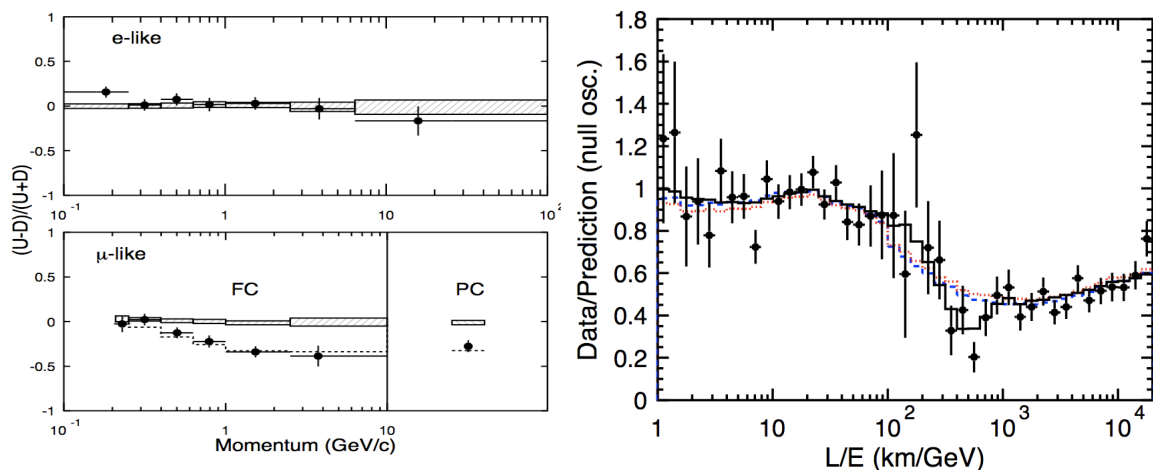 (U-D)/(U+D)
e-like
1
0.5
0
-0.5
-1
10⁻¹ 1 10 10²
μ-like
FC PC
1
0.5
0
-0.5
-1
10⁻¹ 1 10
Momentum (GeV/c)
Data/Prediction (null osc.)
1.8
1.6
1.4
1.2
1
0.8
0.6
0.4
0.2
0
1 10 10² 10³ 10⁴
L/E (km/GeV)